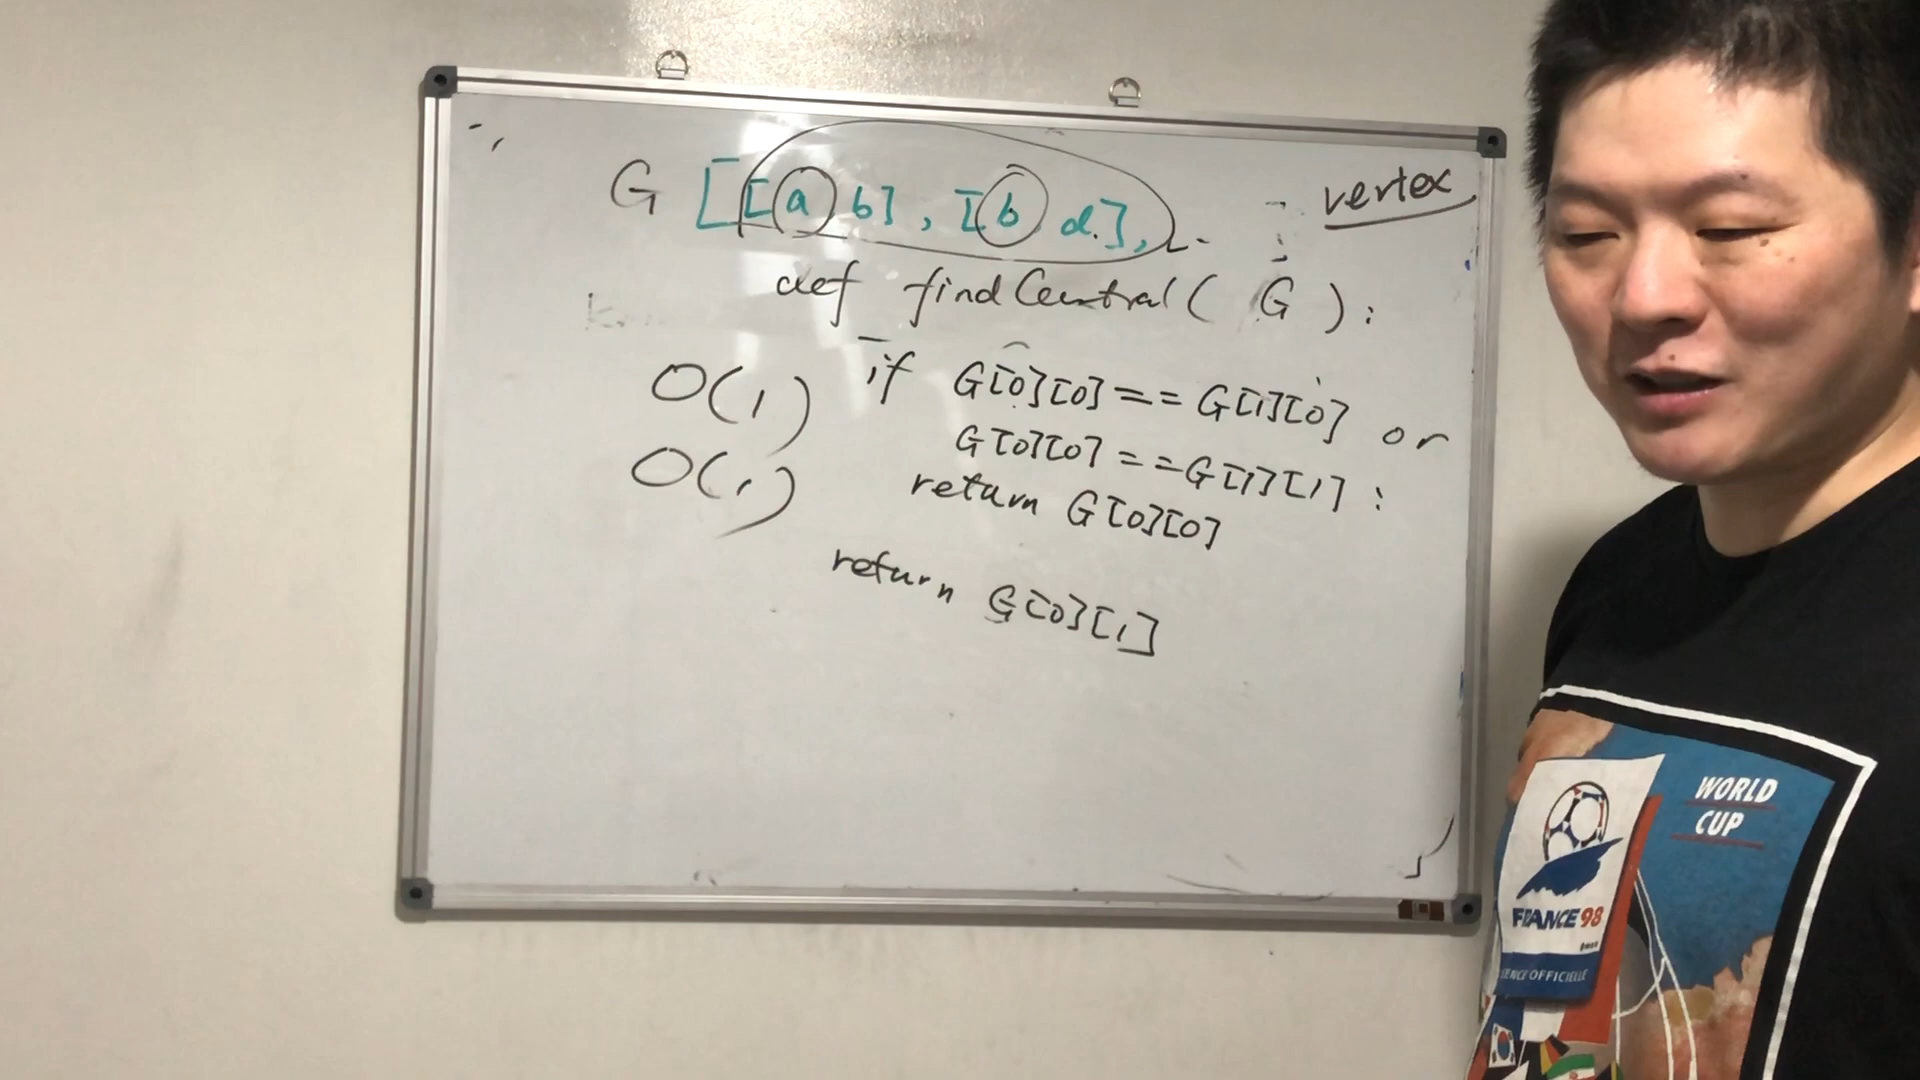 G [[a b], [b d.],
vertex
def findCentral( G ):
O(1)
if G[0][0] == G[1][0] or
G[0][0] == G[1][1] :
O(1)
return G[0][0]
return G[0][1]
WORLD
CUP
FRANCE 98
OFFICIELLE